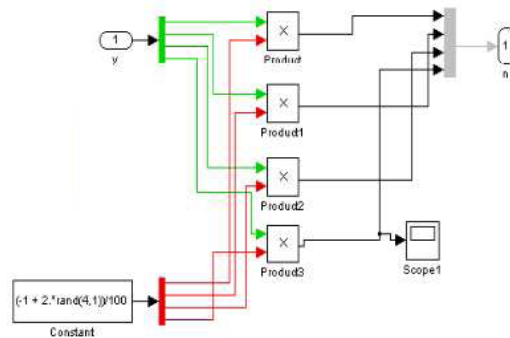 1
y
×
Product
×
Product1
×
Product2
×
Product3
1
n
Scope1
(-1 + 2.*rand(4,1))/100
Constant